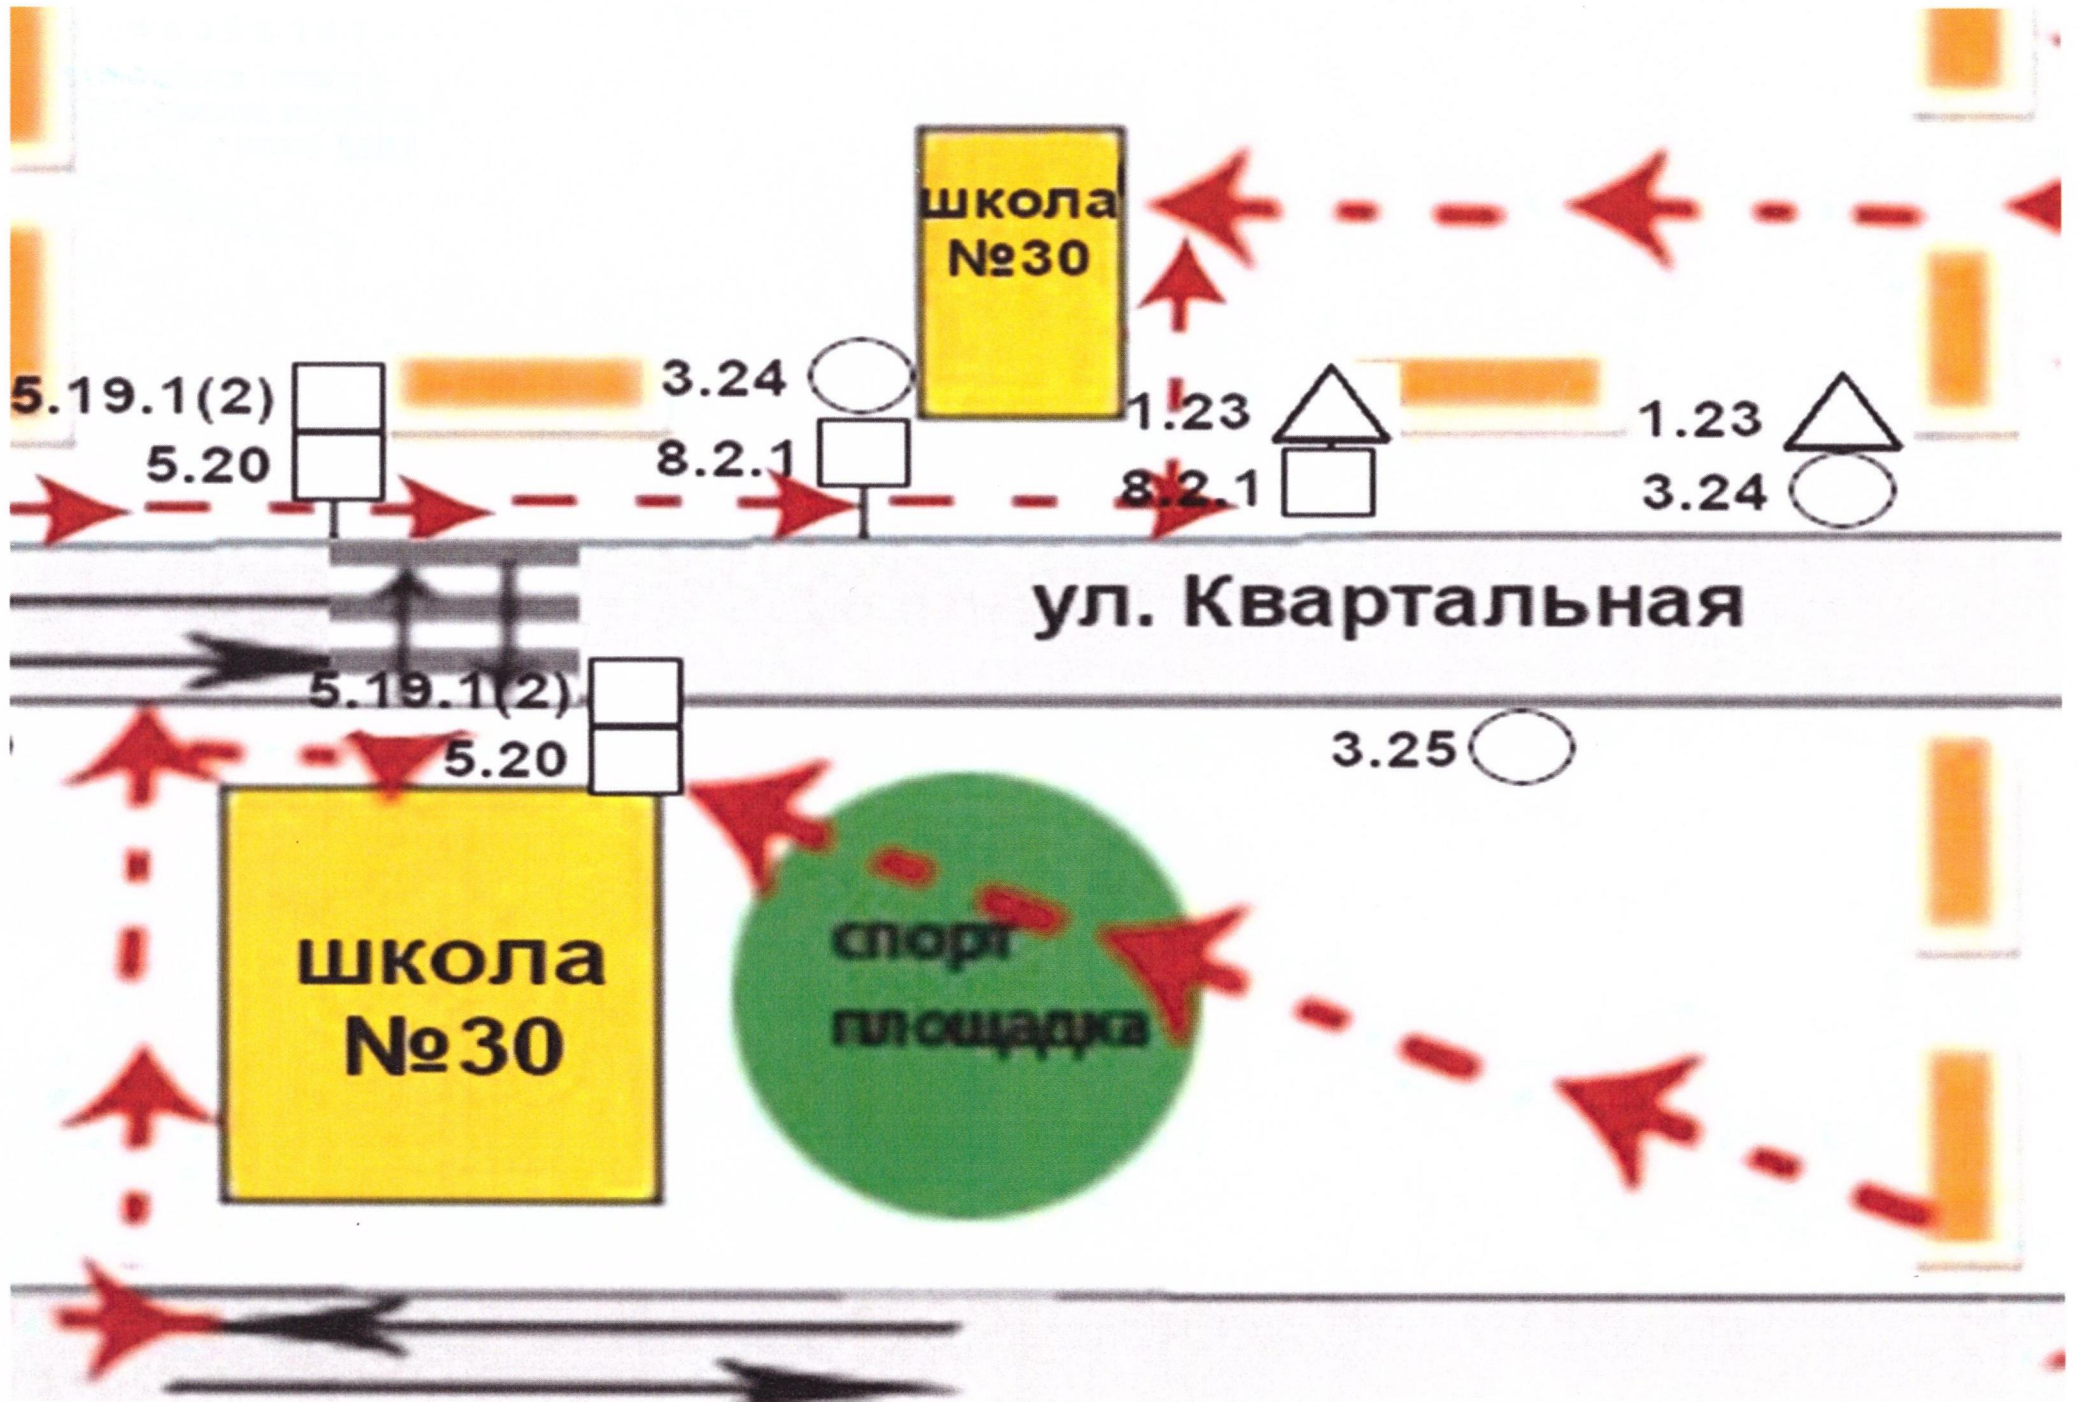 школа
№30
5.19.1(2)
5.20
3.24
8.2.1
1.23
8.2.1
1.23
3.24
ул. Квартальная
5.19.1(2)
5.20
3.25
школа
№30
спорт
площадка